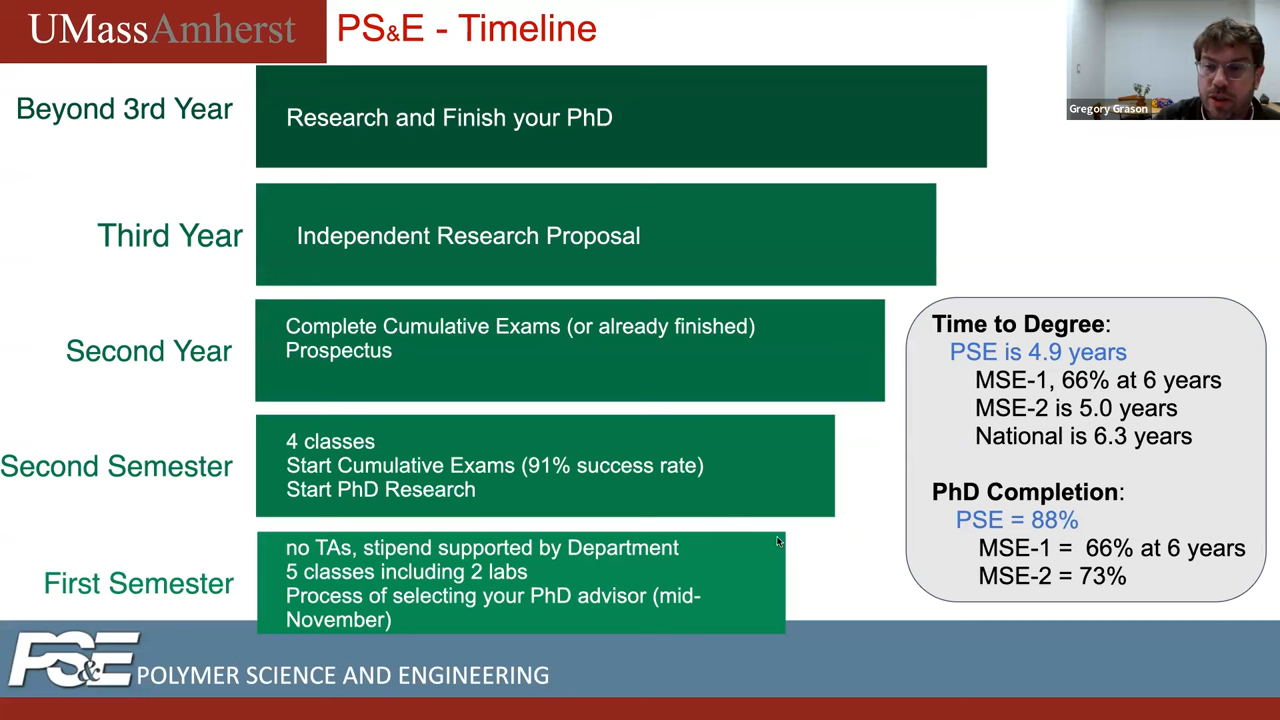 UMassAmherst
PS&E - Timeline
Gregory Grason
Beyond 3rd Year
Research and Finish your PhD
Third Year
Independent Research Proposal
Second Year
Complete Cumulative Exams (or already finished)
Prospectus
Second Semester
4 classes
Start Cumulative Exams (91% success rate)
Start PhD Research
First Semester
no TAs, stipend supported by Department
5 classes including 2 labs
Process of selecting your PhD advisor (mid-
November)
Time to Degree:
PSE is 4.9 years
MSE-1, 66% at 6 years
MSE-2 is 5.0 years
National is 6.3 years
PhD Completion:
PSE = 88%
MSE-1 = 66% at 6 years
MSE-2 = 73%
PS&E POLYMER SCIENCE AND ENGINEERING